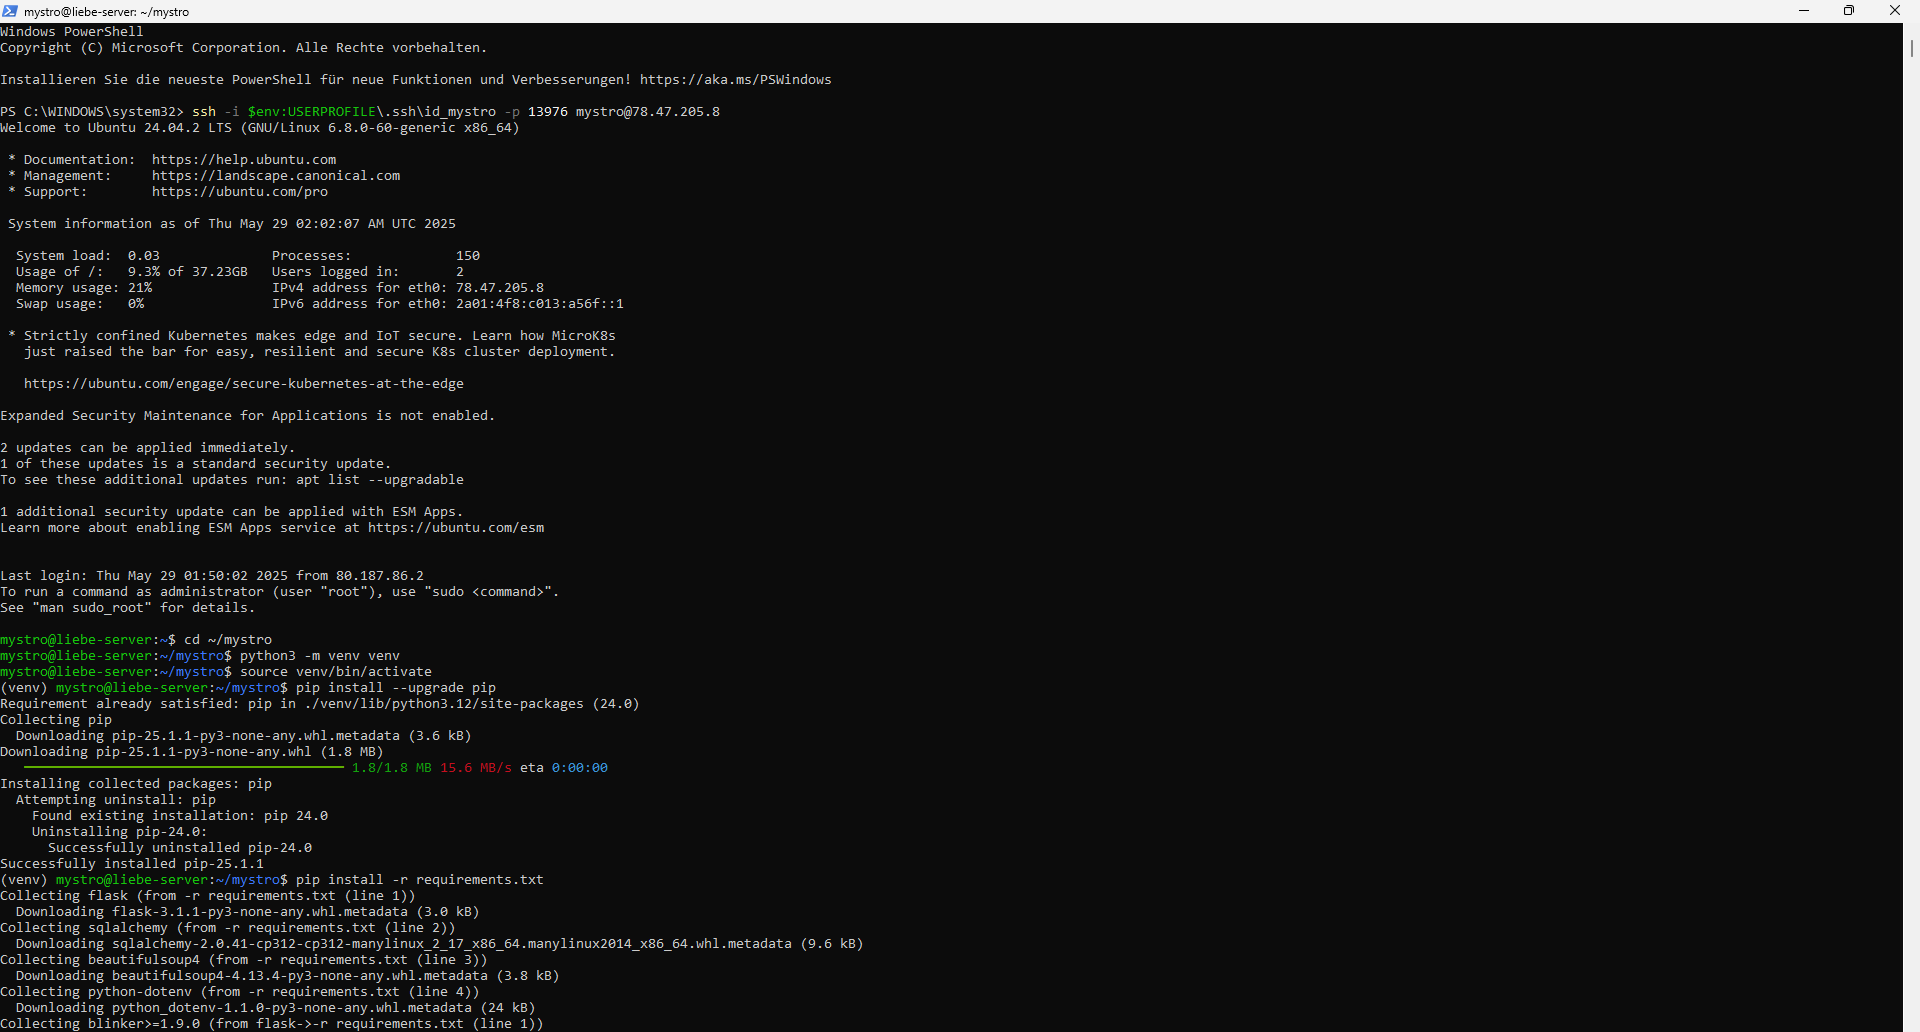 mystro@liebe-server: ~/mystro
Windows PowerShell
Copyright (C) Microsoft Corporation. Alle Rechte vorbehalten.
Installieren Sie die neueste PowerShell für neue Funktionen und Verbesserungen! https://aka.ms/PSWindows
PS C:\WINDOWS\system32> ssh -i $env:USERPROFILE\.ssh\id_mystro -p 13976 mystro@78.47.205.8
Welcome to Ubuntu 24.04.2 LTS (GNU/Linux 6.8.0-60-generic x86_64)
 * Documentation:  https://help.ubuntu.com
 * Management:     https://landscape.canonical.com
 * Support:        https://ubuntu.com/pro
 System information as of Thu May 29 02:02:07 AM UTC 2025
  System load:  0.03              Processes:             150
  Usage of /:   9.3% of 37.23GB   Users logged in:       2
  Memory usage: 21%               IPv4 address for eth0: 78.47.205.8
  Swap usage:   0%                IPv6 address for eth0: 2a01:4f8:c013:a56f::1
 * Strictly confined Kubernetes makes edge and IoT secure. Learn how MicroK8s
   just raised the bar for easy, resilient and secure K8s cluster deployment.
   https://ubuntu.com/engage/secure-kubernetes-at-the-edge
Expanded Security Maintenance for Applications is not enabled.
2 updates can be applied immediately.
1 of these updates is a standard security update.
To see these additional updates run: apt list --upgradable
1 additional security update can be applied with ESM Apps.
Learn more about enabling ESM Apps service at https://ubuntu.com/esm
Last login: Thu May 29 01:50:02 2025 from 80.187.86.2
To run a command as administrator (user "root"), use "sudo <command>".
See "man sudo_root" for details.
mystro@liebe-server:~$ cd ~/mystro
mystro@liebe-server:~/mystro$ python3 -m venv venv
mystro@liebe-server:~/mystro$ source venv/bin/activate
(venv) mystro@liebe-server:~/mystro$ pip install --upgrade pip
Requirement already satisfied: pip in ./venv/lib/python3.12/site-packages (24.0)
Collecting pip
  Downloading pip-25.1.1-py3-none-any.whl.metadata (3.6 kB)
Downloading pip-25.1.1-py3-none-any.whl (1.8 MB)
1.8/1.8 MB 15.6 MB/s eta 0:00:00
Installing collected packages: pip
  Attempting uninstall: pip
    Found existing installation: pip 24.0
    Uninstalling pip-24.0:
      Successfully uninstalled pip-24.0
Successfully installed pip-25.1.1
(venv) mystro@liebe-server:~/mystro$ pip install -r requirements.txt
Collecting flask (from -r requirements.txt (line 1))
  Downloading flask-3.1.1-py3-none-any.whl.metadata (3.0 kB)
Collecting sqlalchemy (from -r requirements.txt (line 2))
  Downloading sqlalchemy-2.0.41-cp312-cp312-manylinux_2_17_x86_64.manylinux2014_x86_64.whl.metadata (9.6 kB)
Collecting beautifulsoup4 (from -r requirements.txt (line 3))
  Downloading beautifulsoup4-4.13.4-py3-none-any.whl.metadata (3.8 kB)
Collecting python-dotenv (from -r requirements.txt (line 4))
  Downloading python_dotenv-1.1.0-py3-none-any.whl.metadata (24 kB)
Collecting blinker>=1.9.0 (from flask->-r requirements.txt (line 1))